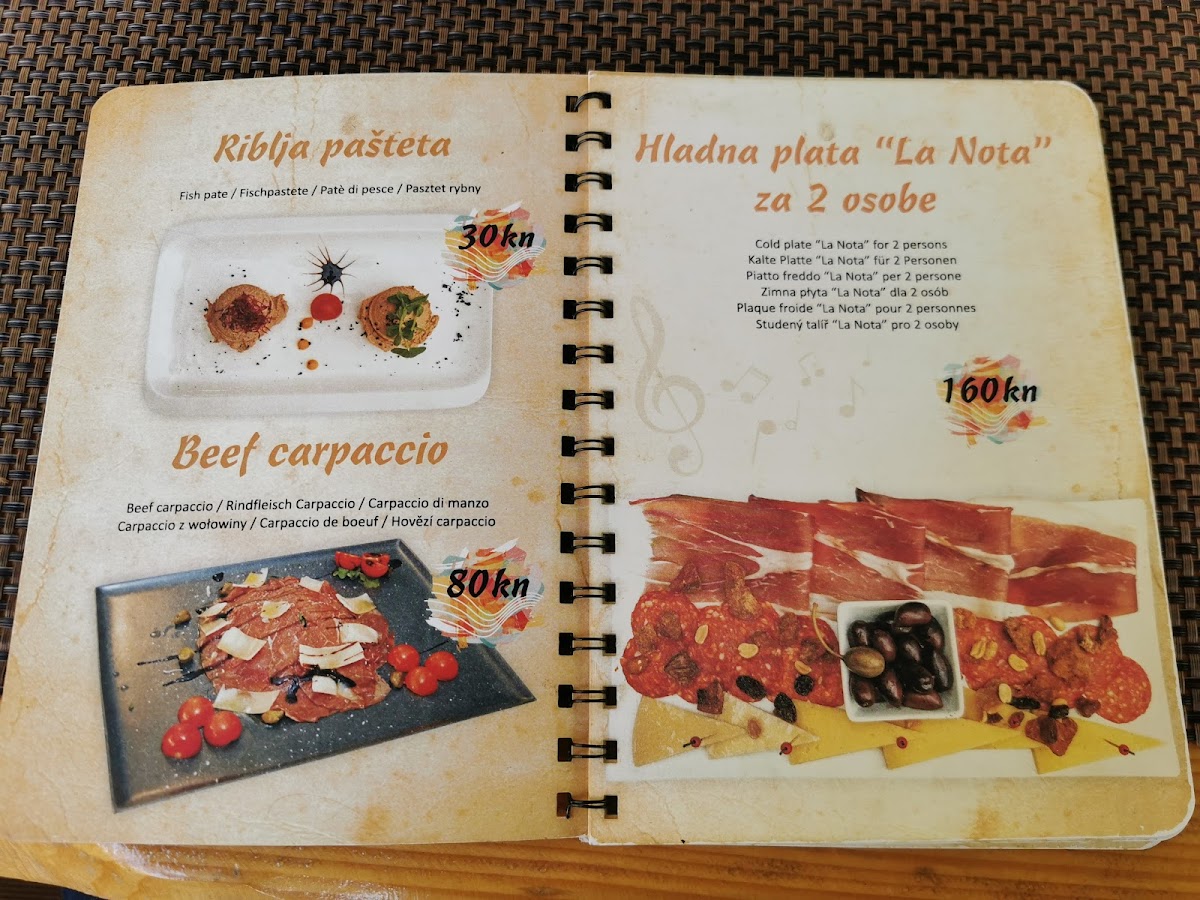 Riblja pašteta
Fish pate / Fischpastete / Patè di pesce / Pasztet rybny
30kn
Beef carpaccio
Beef carpaccio / Rindfleisch Carpaccio / Carpaccio di manzo
Carpaccio z wołowiny / Carpaccio de boeuf / Hovězí carpaccio
80kn
Hladna plata “La Nota”
za 2 osobe
Cold plate “La Nota” for 2 persons
Kalte Platte “La Nota” für 2 Personen
Piatto freddo “La Nota” per 2 persone
Zimna płyta “La Nota” dla 2 osób
Plaque froide “La Nota” pour 2 personnes
Studený talíř “La Nota” pro 2 osoby
160kn